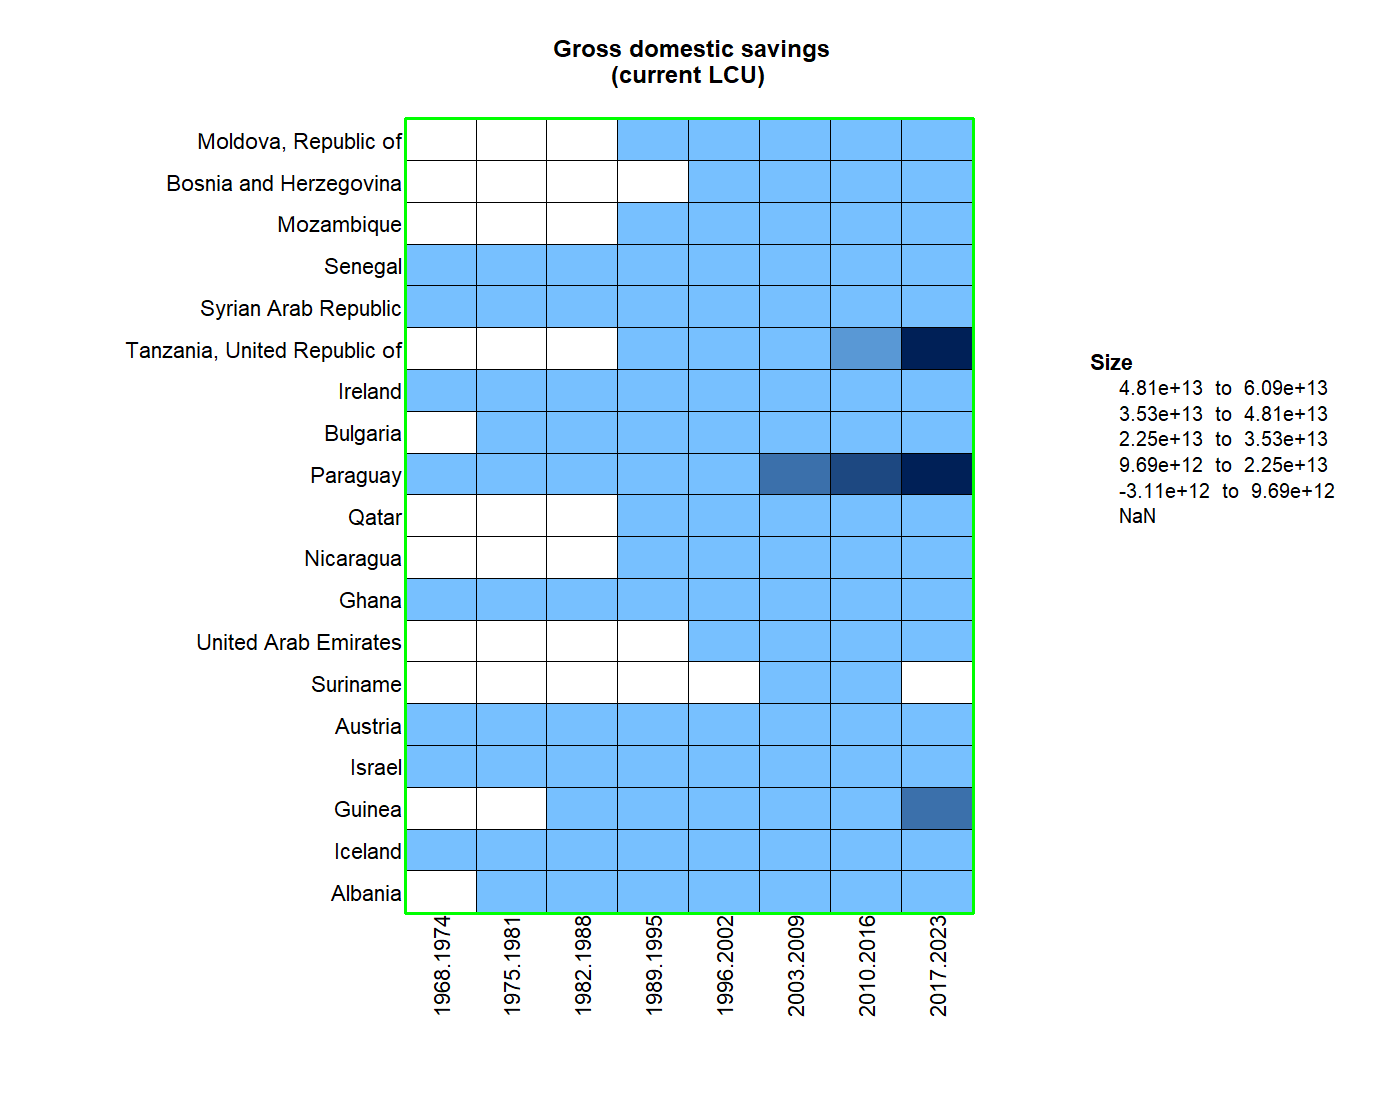 Gross domestic savings
(current LCU)
Moldova, Republic of
Bosnia and Herzegovina
Mozambique
Senegal
Syrian Arab Republic
Tanzania, United Republic of
Ireland
Bulgaria
Paraguay
Qatar
Nicaragua
Ghana
United Arab Emirates
Suriname
Austria
Israel
Guinea
Iceland
Albania
1968.1974
1975.1981
1982.1988
1989.1995
1996.2002
2003.2009
2010.2016
2017.2023
Size
4.81e+13 to 6.09e+13
3.53e+13 to 4.81e+13
2.25e+13 to 3.53e+13
9.69e+12 to 2.25e+13
-3.11e+12 to 9.69e+12
NaN